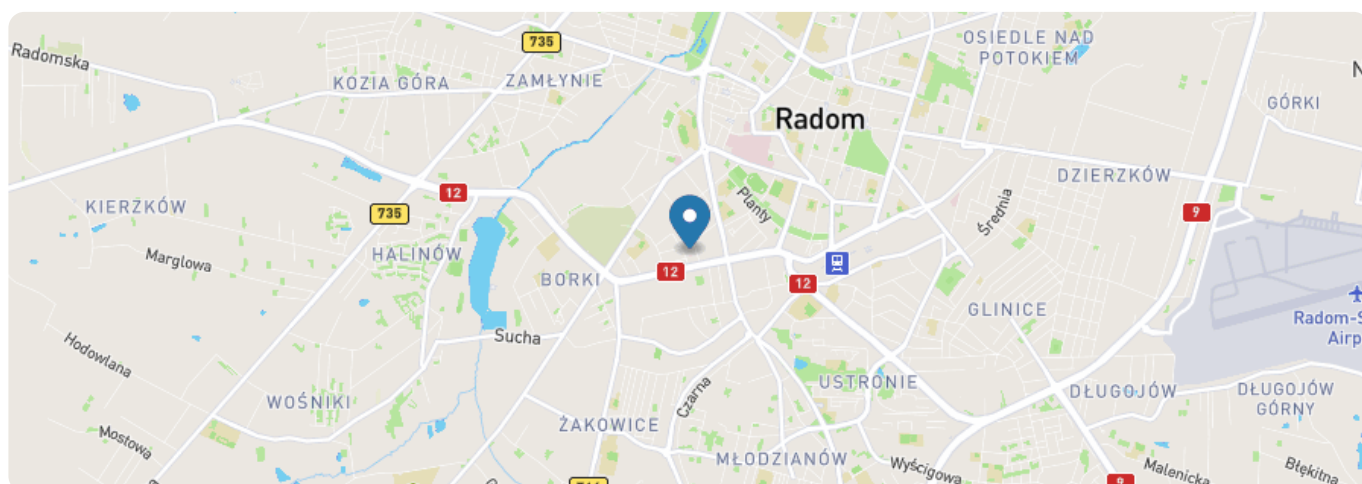 735
OSIEDLE NAD
POTOKIEM
Radomska
KOZIA GÓRA
ZAMŁYNIE
N
GÓRKI
Radom
DZIERZKÓW
12
KIERZKÓW
735
Planty
Średnia
9
Marglowa
HALINÓW
BORKI
12
12
GLINICE
Radom-S
Airp
Sucha
Hodowlana
USTRONIE
DŁUGOJÓW
DŁUGOJÓW
GÓRNY
WOŚNIKI
Czarna
ŻAKOWICE
Mostowa
MŁODZIANÓW
Wyścigowa
Malenicka
Błękitna
9